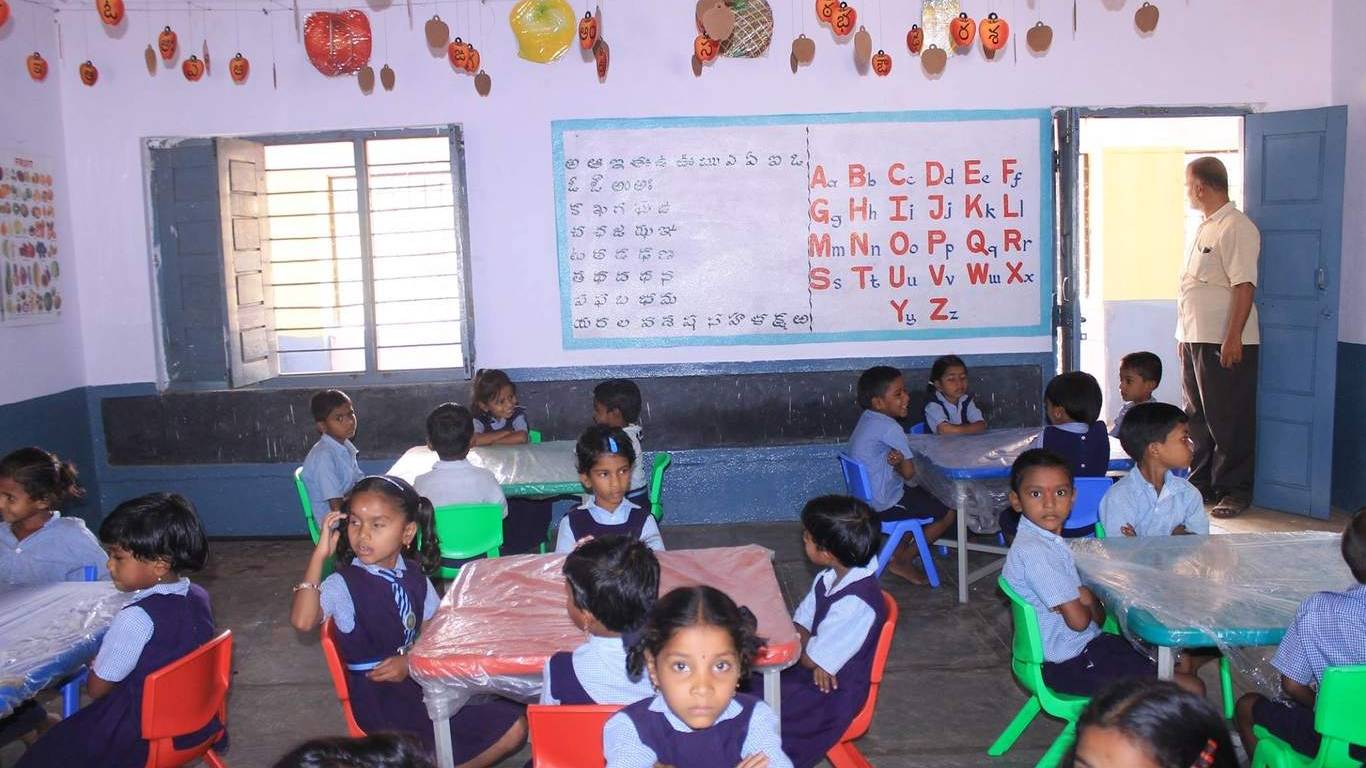 FRUIT
అ ఆ ఇ ఈ ఉ ఊ ఋ ఎ ఏ ఐ ఒ
ఓ ఔ అం అః
క ఖ గ ఘ ఙ
చ ఛ జ ఝ ఞ
ట ఠ డ ఢ ణ
త థ ద ధ న
ప ఫ బ భ మ
య ర ల వ శ ష స హ ళ క్ష ఱ
Aa Bb Cc Dd Ee Ff
Gg Hh Ii Jj Kk Ll
Mm Nn Oo Pp Qq Rr
Ss Tt Uu Vv Ww Xx
Yy Zz